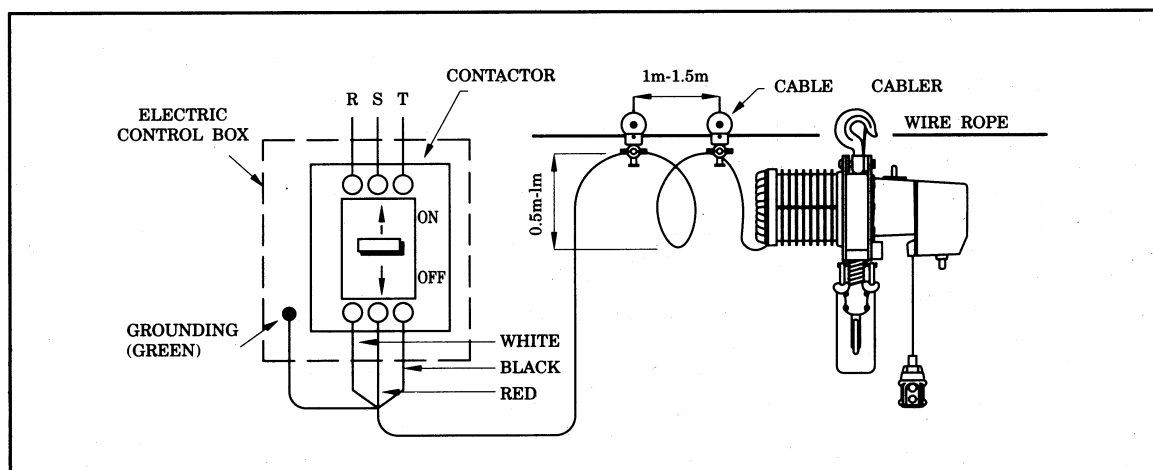 CONTACTOR
R S T
ELECTRIC
CONTROL BOX
ON
OFF
GROUNDING
(GREEN)
WHITE
BLACK
RED
1m-1.5m
CABLE CABLER
WIRE ROPE
0.5m-lm